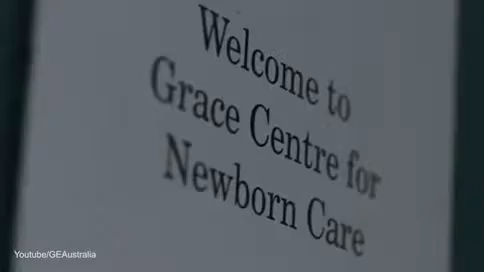 Welcome to
Grace Centre for
Newborn Care
Youtube/GEAustralia